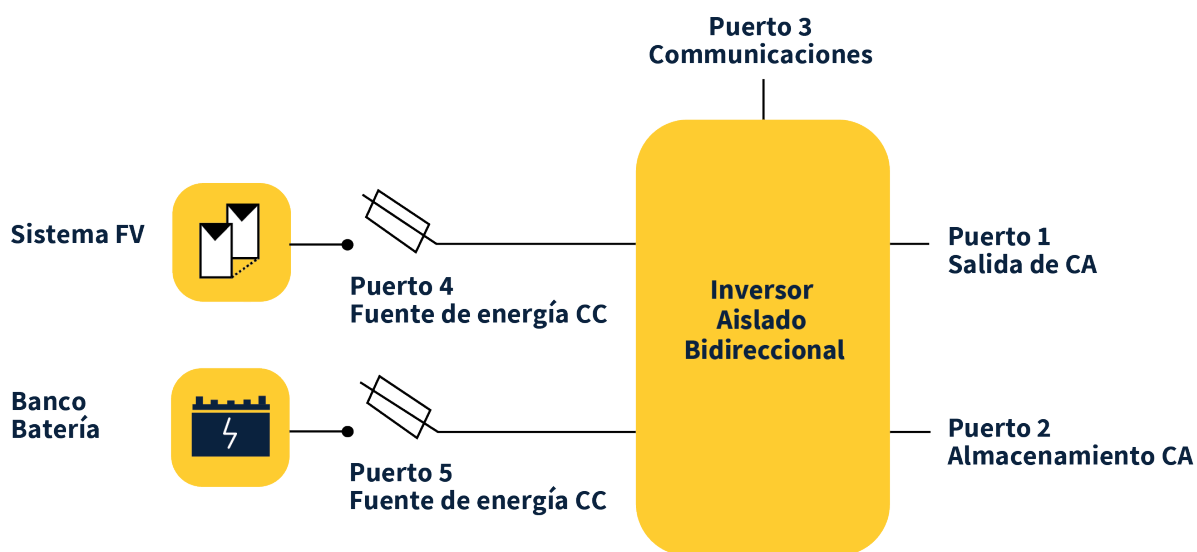 Puerto 3
Communicaciones
Sistema FV
Puerto 4
Fuente de energía CC
Inversor
Aislado
Bidireccional
Puerto 1
Salida de CA
Banco
Batería
Puerto 5
Fuente de energía CC
Puerto 2
Almacenamiento CA